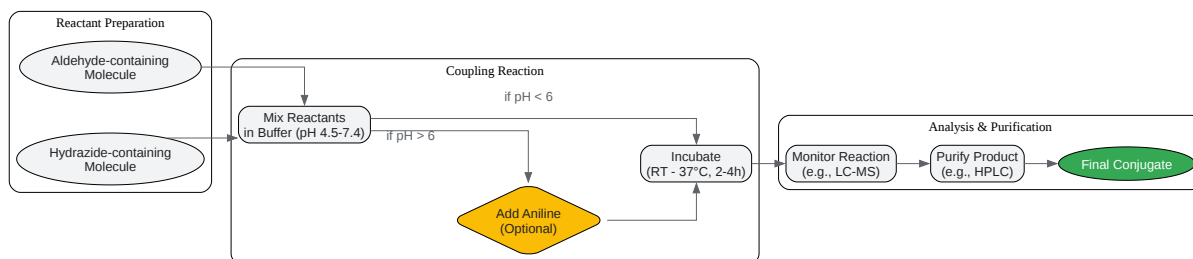 Reactant Preparation
Aldehyde-containing
Molecule
Hydrazide-containing
Molecule
Coupling Reaction
if pH < 6
Mix Reactants
in Buffer (pH 4.5-7.4)
if pH > 6
Add Aniline
(Optional)
Incubate
(RT - 37°C, 2-4h)
Analysis & Purification
Monitor Reaction
(e.g., LC-MS)
Purify Product
(e.g., HPLC)
Final Conjugate